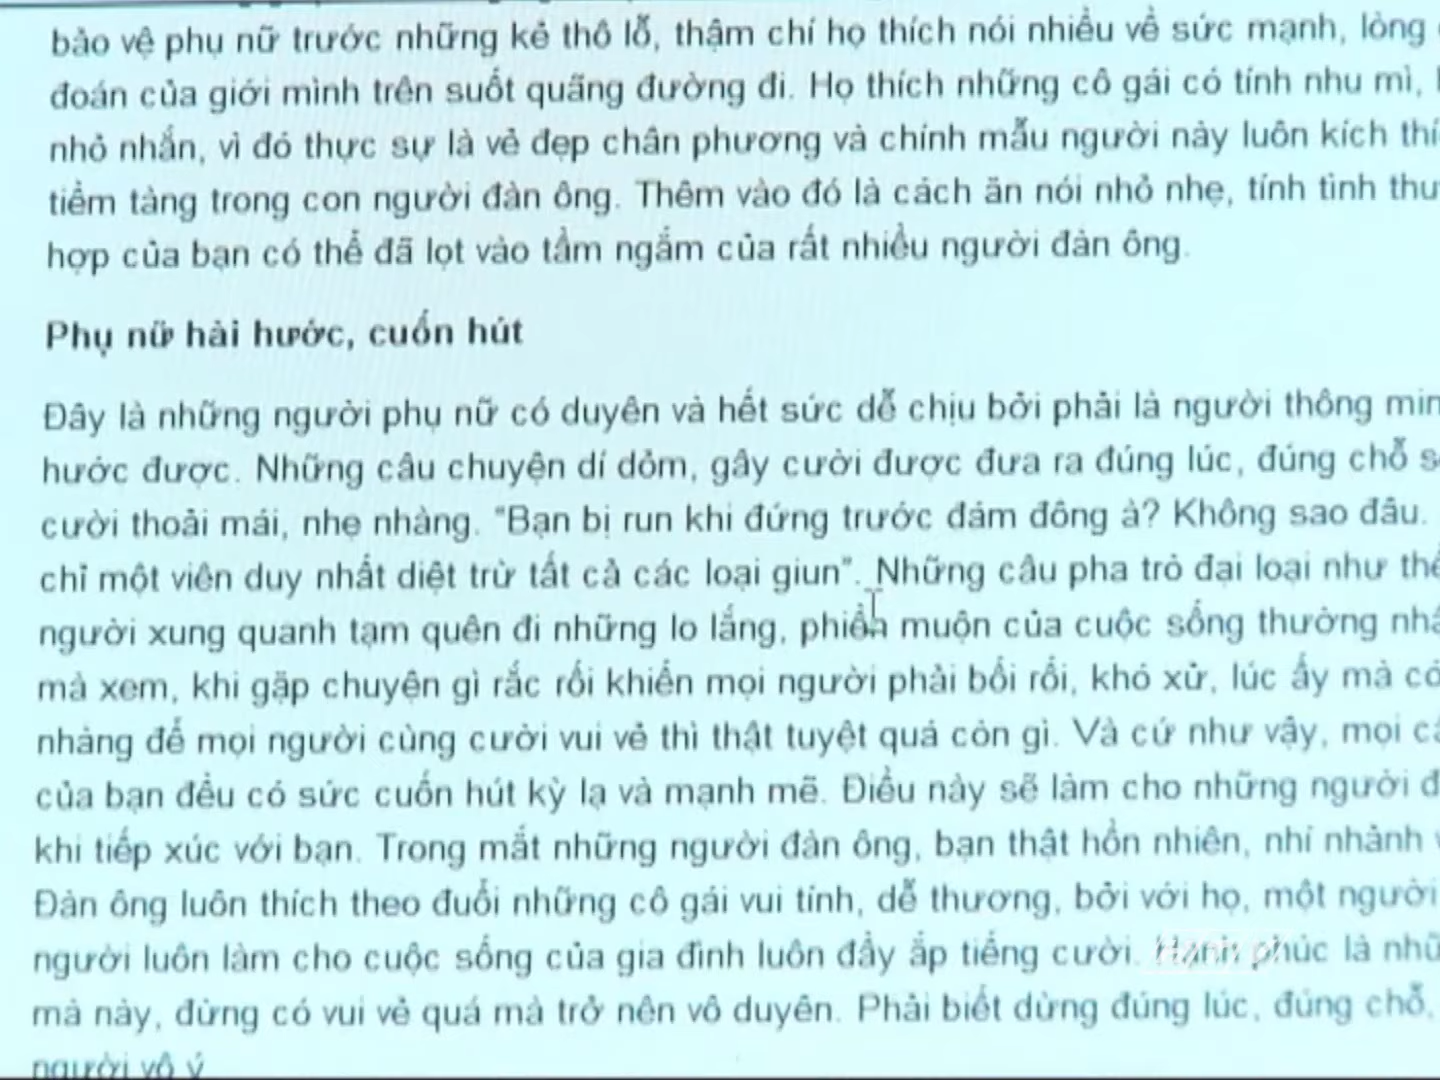 bảo vệ phụ nữ trước những kẻ thô lỗ, thậm chí họ thích nói nhiều về sức mạnh, lòng
đoán của giới mình trên suốt quãng đường đi. Họ thích những cô gái có tính nhu mì,
nhỏ nhắn, vì đó thực sự là vẻ đẹp chân phương và chính mẫu người này luôn kích thí
tiềm tàng trong con người đàn ông. Thêm vào đó là cách ăn nói nhỏ nhẹ, tính tình thu
hợp của bạn có thể đã lọt vào tầm ngắm của rất nhiều người đàn ông.
Phụ nữ hài hước, cuốn hút
Đây là những người phụ nữ có duyên và hết sức dễ chịu bởi phải là người thông min
hước được. Những câu chuyện dí dỏm, gây cười được đưa ra đúng lúc, đúng chỗ s
cười thoải mái, nhẹ nhàng. "Bạn bị run khi đứng trước đám đông à? Không sao đâu.
chỉ một viên duy nhất diệt trừ tất cả các loại giun". Những câu pha trò đại loại như thế
người xung quanh tạm quên đi những lo lắng, phiền muộn của cuộc sống thường nhậ
mà xem, khi gặp chuyện gì rắc rối khiến mọi người phải bối rối, khó xử, lúc ấy mà có
nhàng để mọi người cùng cười vui vẻ thì thật tuyệt quá còn gì. Và cứ như vậy, mọi câ
của bạn đều có sức cuốn hút kỳ lạ và mạnh mẽ. Điều này sẽ làm cho những người đ
khi tiếp xúc với bạn. Trong mắt những người đàn ông, bạn thật hồn nhiên, nhí nhảnh
Đàn ông luôn thích theo đuổi những cô gái vui tính, dễ thương, bởi với họ, một người
người luôn làm cho cuộc sống của gia đình luôn đầy ắp tiếng cười. Hạnh phúc là nhữ
mà này, đừng có vui vẻ quá mà trở nên vô duyên. Phải biết dừng đúng lúc, đúng chỗ,
người vô ý